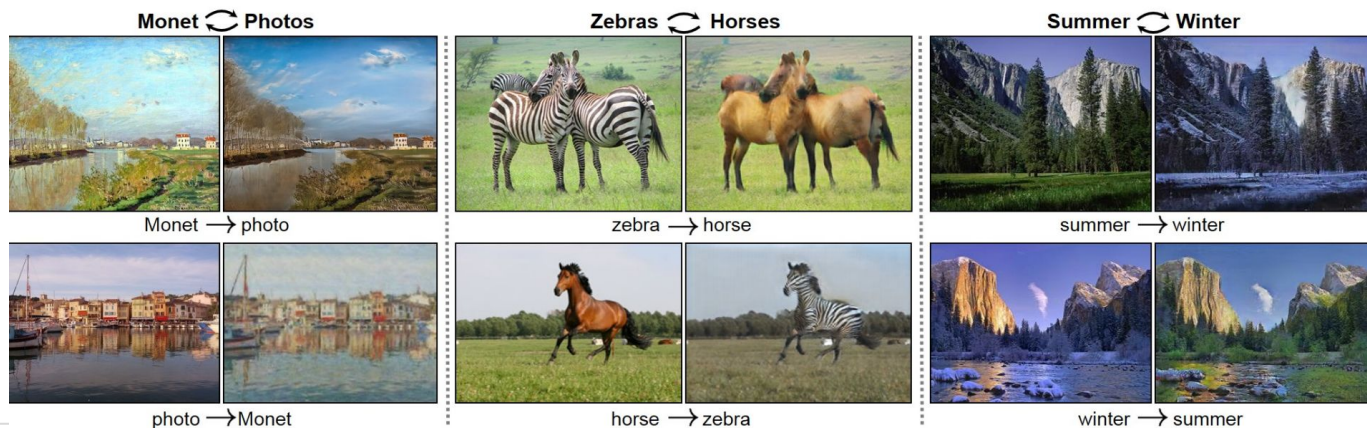 Monet ⇄ Photos
Zebras ⇄ Horses
Summer ⇄ Winter
Monet → photo
zebra → horse
summer → winter
photo → Monet
horse → zebra
winter → summer